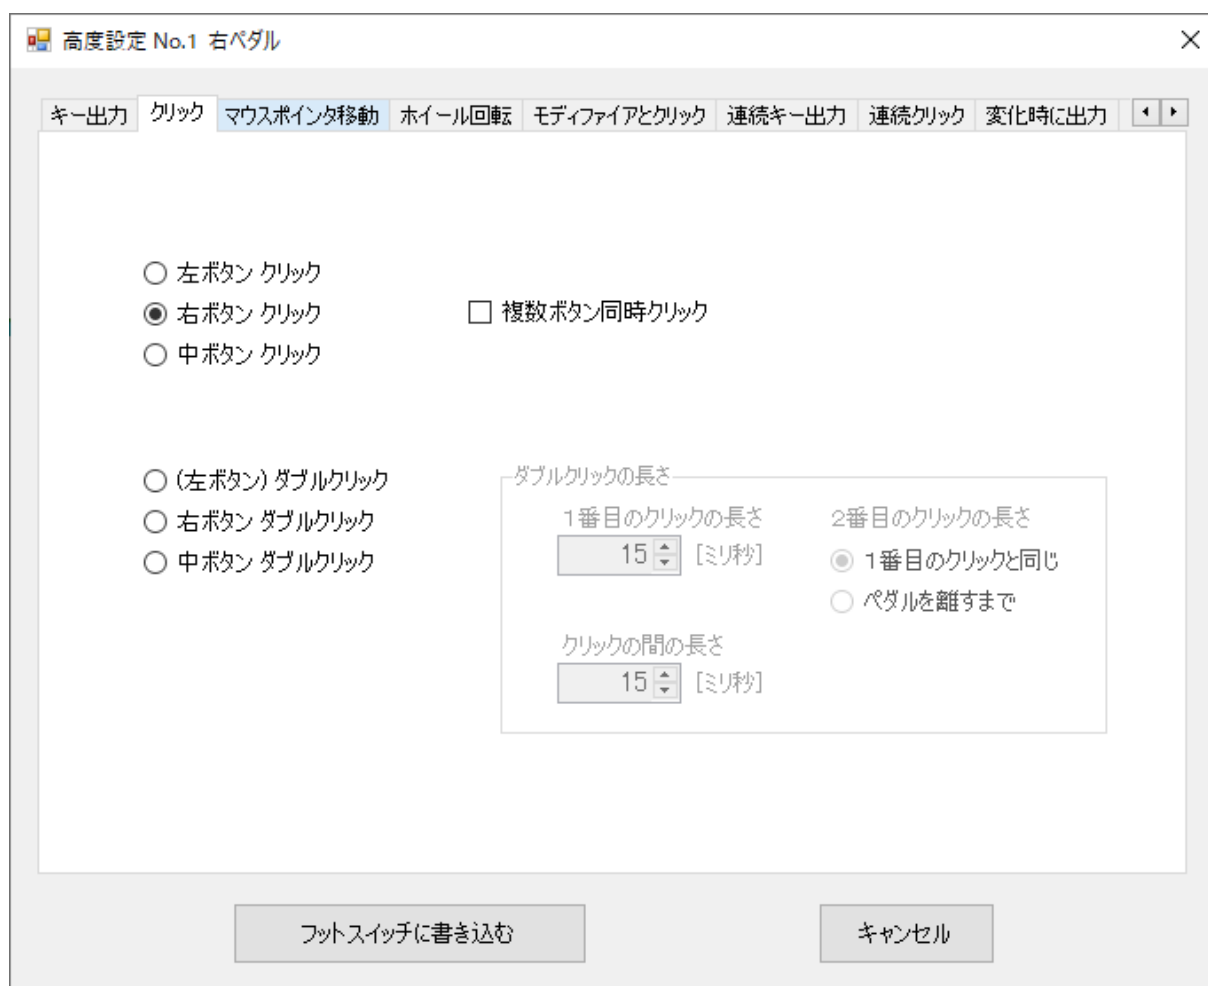 高度設定 No.1 右ペダル
キー出力 クリック マウスポインタ移動 ホイール回転 モディファイアとクリック 連続キー出力 連続クリック 変化時に出力
左ボタン クリック
右ボタン クリック 複数ボタン同時クリック
中ボタン クリック
(左ボタン) ダブルクリック
右ボタン ダブルクリック
中ボタン ダブルクリック
ダブルクリックの長さ
1番目のクリックの長さ 2番目のクリックの長さ
15 [ミリ秒] 1番目のクリックと同じ
ペダルを離すまで
クリックの間の長さ
15 [ミリ秒]
フットスイッチに書き込む キャンセル